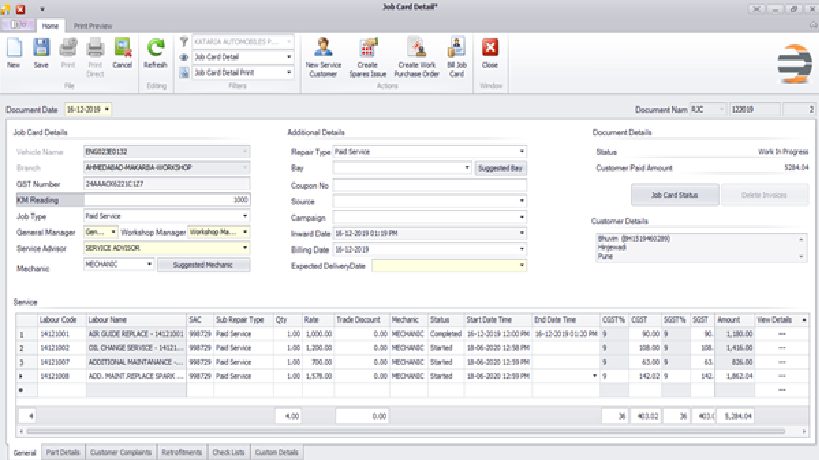 Job Card Detail*
Home Print Preview
New Save Print Print Direct Cancel Refresh
KATARIA AUTOMOBILES P...
Job Card Detail
Job Card Detail Print
New Service Customer Create Spares Issue Create Work Purchase Order Bill Job Card Close
File Editing Filters Actions Window
Document Date 16-12-2019 Document Nam RJC 122019 2
Job Card Details Additional Details Document Details
Vehicle Name
Repair Type Paid Service
Status Work In Progress
Branch AHMEDABAD-MAKARBA-WORKSHOP
Bay Suggested Bay
Customer Paid Amount 5284.04
GST Number
Coupon No
Job Card Status Delete Invoices
KM Reading 1000
Source
Job Type Paid Service
Campaign
Customer Details
General Manager Gen... Workshop Manager Workshop Ma...
Inward Date 16-12-2019 01:19 PM
Service Advisor SERVICE ADVISOR.
Billing Date 16-12-2019
Hinjewadi
Pune
Mechanic MECHANIC Suggested Mechanic
Expected DeliveryDate
Service
Labour Code Labour Name SAC Sub Repair Type Qty Rate Trade Discount Mechanic Status Start Date Time End Date Time CGST% CGST SGST% SGST Amount View Details
1 14121001 AIR GUIDE REPLACE - 14121001 998729 Paid Service 1.00 1,000.00 0.00 MECHANIC Completed 16-12-2019 12:00 PM 16-12-2019 01:20 PM 9 90.00 9 90. 1,180.00 ...
2 14121002 OIL CHANGE SERVICE - 14121... 998729 Paid Service 1.00 1,200.00 0.00 MECHANIC Started 18-06-2020 12:58 PM 9 108.00 9 108. 1,416.00 ...
3 14121007 ADDITIONAL MAINTANANCE -... 998729 Paid Service 1.00 700.00 0.00 MECHANIC Started 18-06-2020 12:59 PM 9 63.00 9 63. 826.00 ...
14121008 ADD. MAINT.REPLACE SPARK ... 998729 Paid Service 1.00 1,578.00 0.00 MECHANIC Started 18-06-2020 12:59 PM 9 142.02 9 142. 1,862.04 ...
...
4 4.00 0.00 36 403.02 36 403.( 5,284.04
General Part Details Customer Complaints Retrofitments Check Lists Custom Details